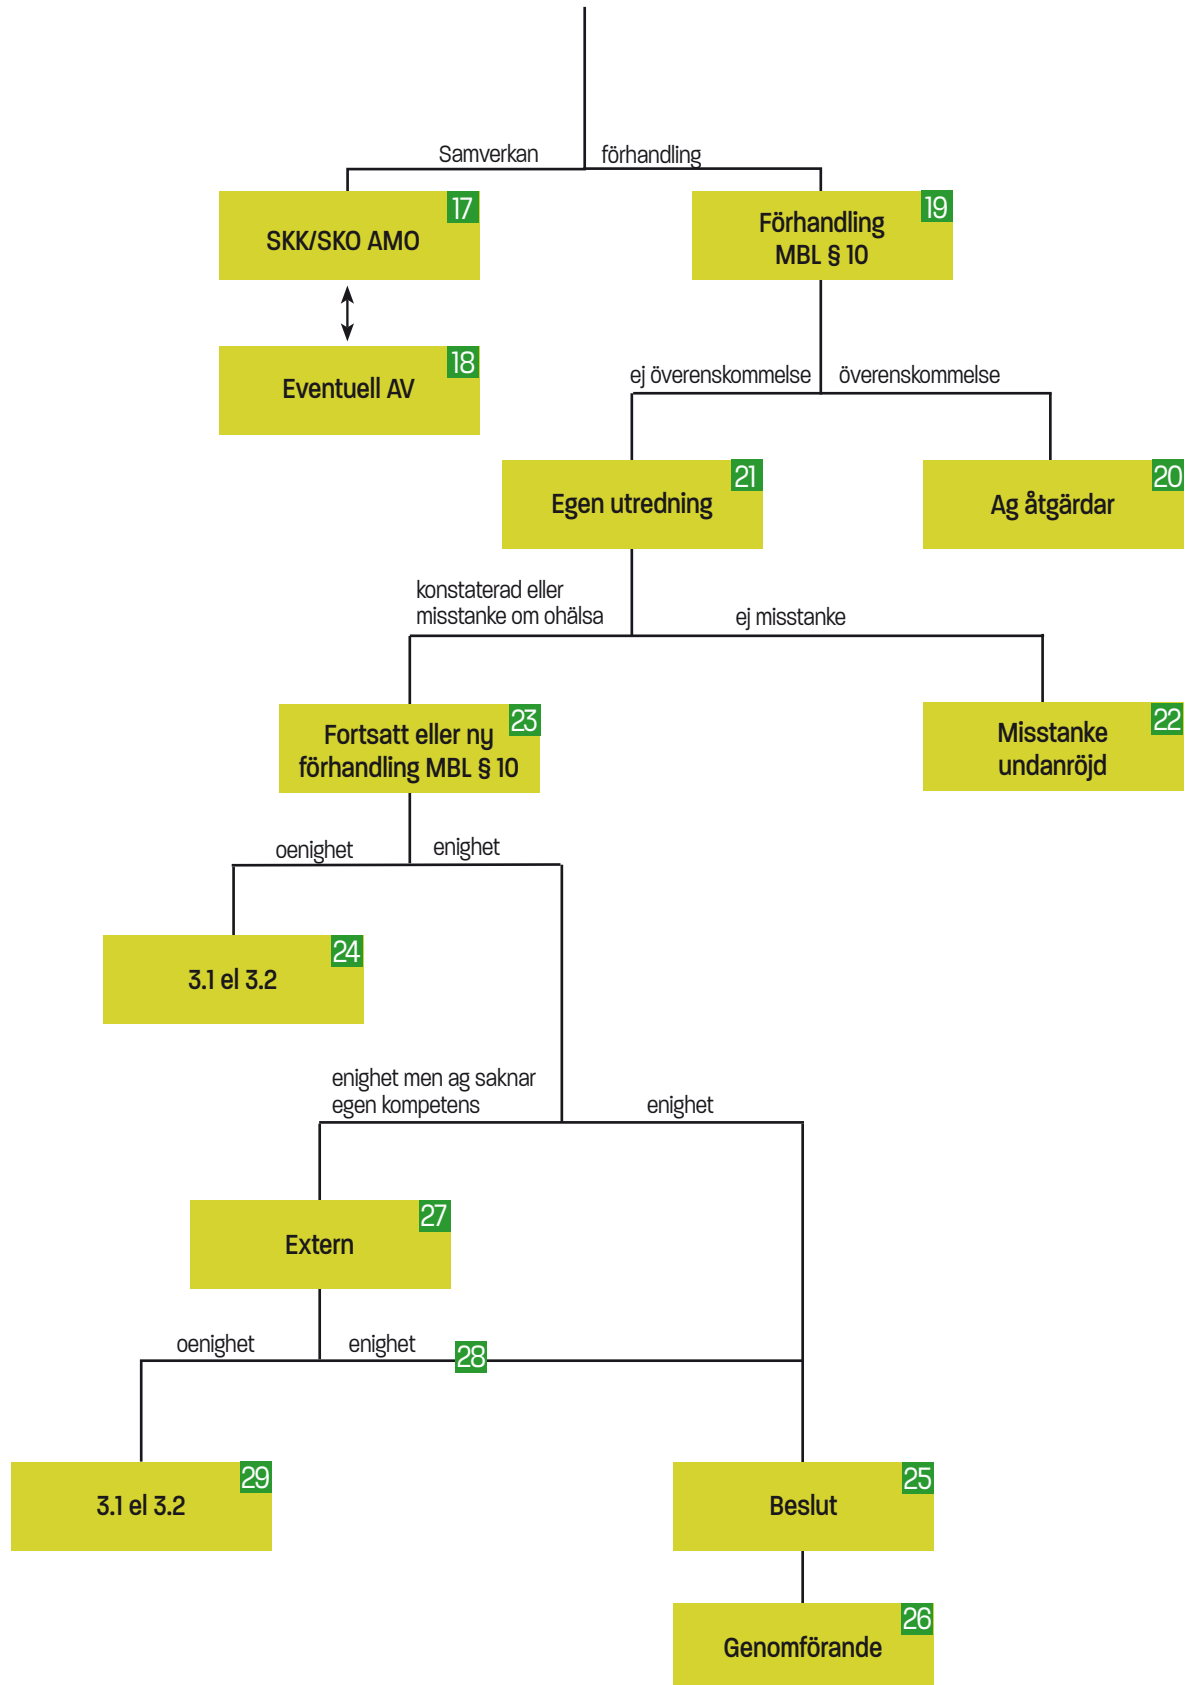 Samverkan
förhandling
17
SKK/SKO AMO
19
Förhandling
MBL § 10
18
Eventuell AV
ej överenskommelse
överenskommelse
21
Egen utredning
20
Ag åtgärdar
konstaterad eller
misstanke om ohälsa
ej misstanke
23
Fortsatt eller ny
förhandling MBL § 10
22
Misstanke
undanröjd
oenighet
enighet
24
3.1 el 3.2
enighet men ag saknar
egen kompetens
enighet
27
Extern
oenighet
enighet
28
29
3.1 el 3.2
25
Beslut
26
Genomförande